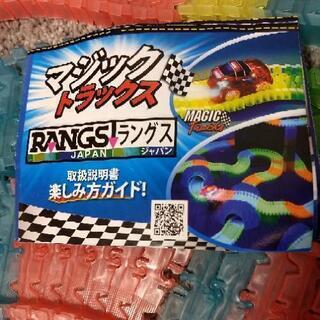 マジック
トラックス
RANGS!ラングス
JAPAN ジャパン
取扱説明書
楽しみ方ガイド!
MAGIC
Tracks